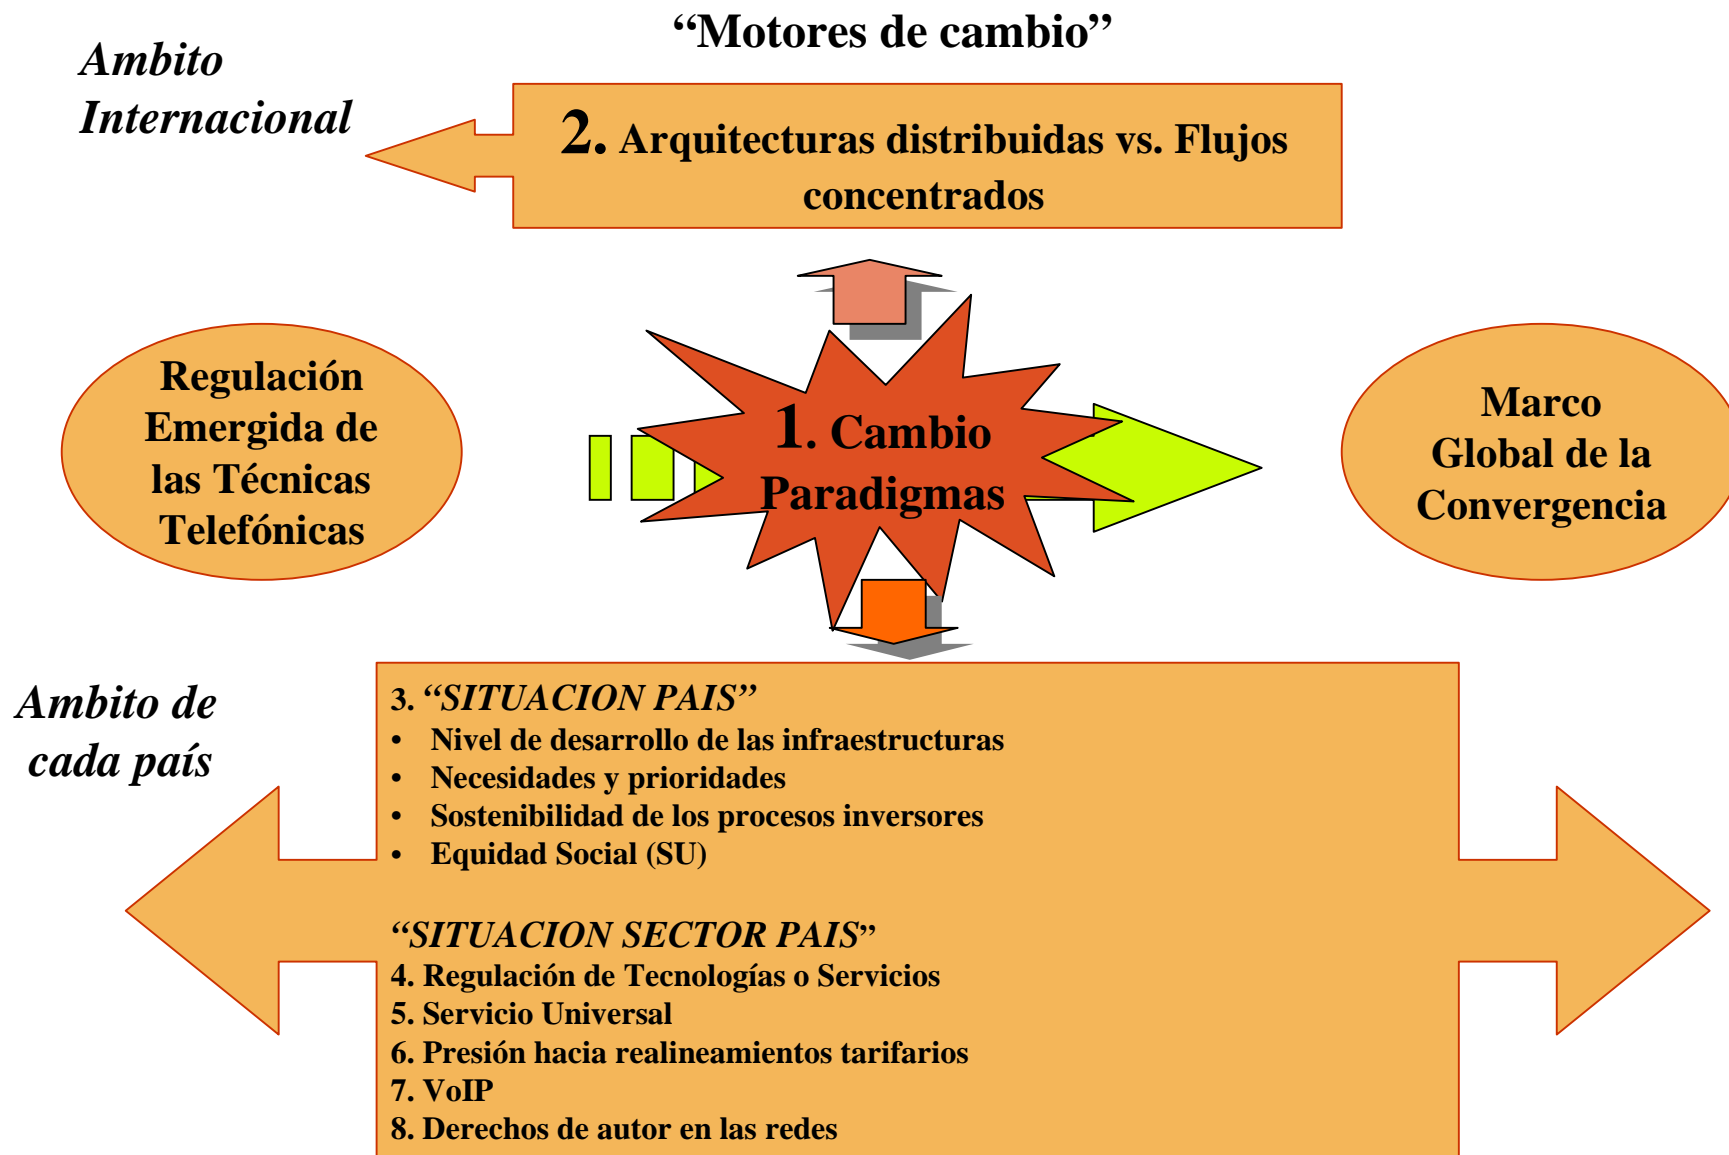 “Motores de cambio”
Ambito
Internacional
2. Arquitecturas distribuidas vs. Flujos
concentrados
Regulación
Emergida de
las Técnicas
Telefónicas
1. Cambio
Paradigmas
Marco
Global de la
Convergencia
Ambito de
cada país
3. “SITUACION PAIS”
• Nivel de desarrollo de las infraestructuras
• Necesidades y prioridades
• Sostenibilidad de los procesos inversores
• Equidad Social (SU)
“SITUACION SECTOR PAIS”
4. Regulación de Tecnologías o Servicios
5. Servicio Universal
6. Presión hacia realineamientos tarifarios
7. VoIP
8. Derechos de autor en las redes